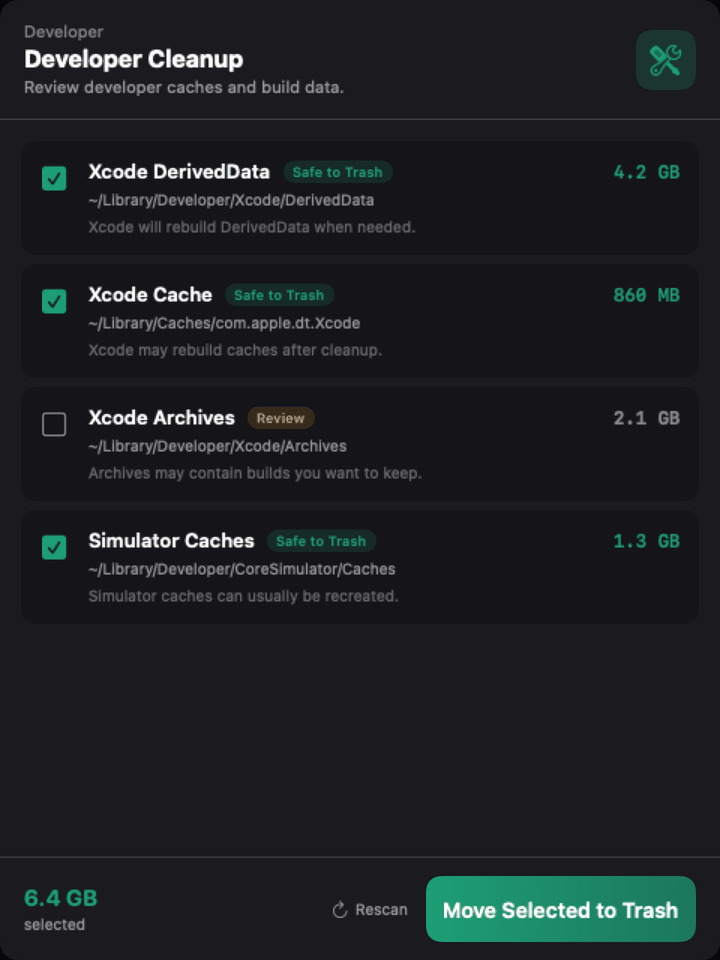 Developer
Developer Cleanup
Review developer caches and build data.
Xcode DerivedData Safe to Trash 4.2 GB
~/Library/Developer/Xcode/DerivedData
Xcode will rebuild DerivedData when needed.
Xcode Cache Safe to Trash 860 MB
~/Library/Caches/com.apple.dt.Xcode
Xcode may rebuild caches after cleanup.
Xcode Archives Review 2.1 GB
~/Library/Developer/Xcode/Archives
Archives may contain builds you want to keep.
Simulator Caches Safe to Trash 1.3 GB
~/Library/Developer/CoreSimulator/Caches
Simulator caches can usually be recreated.
6.4 GB
selected
Rescan
Move Selected to Trash